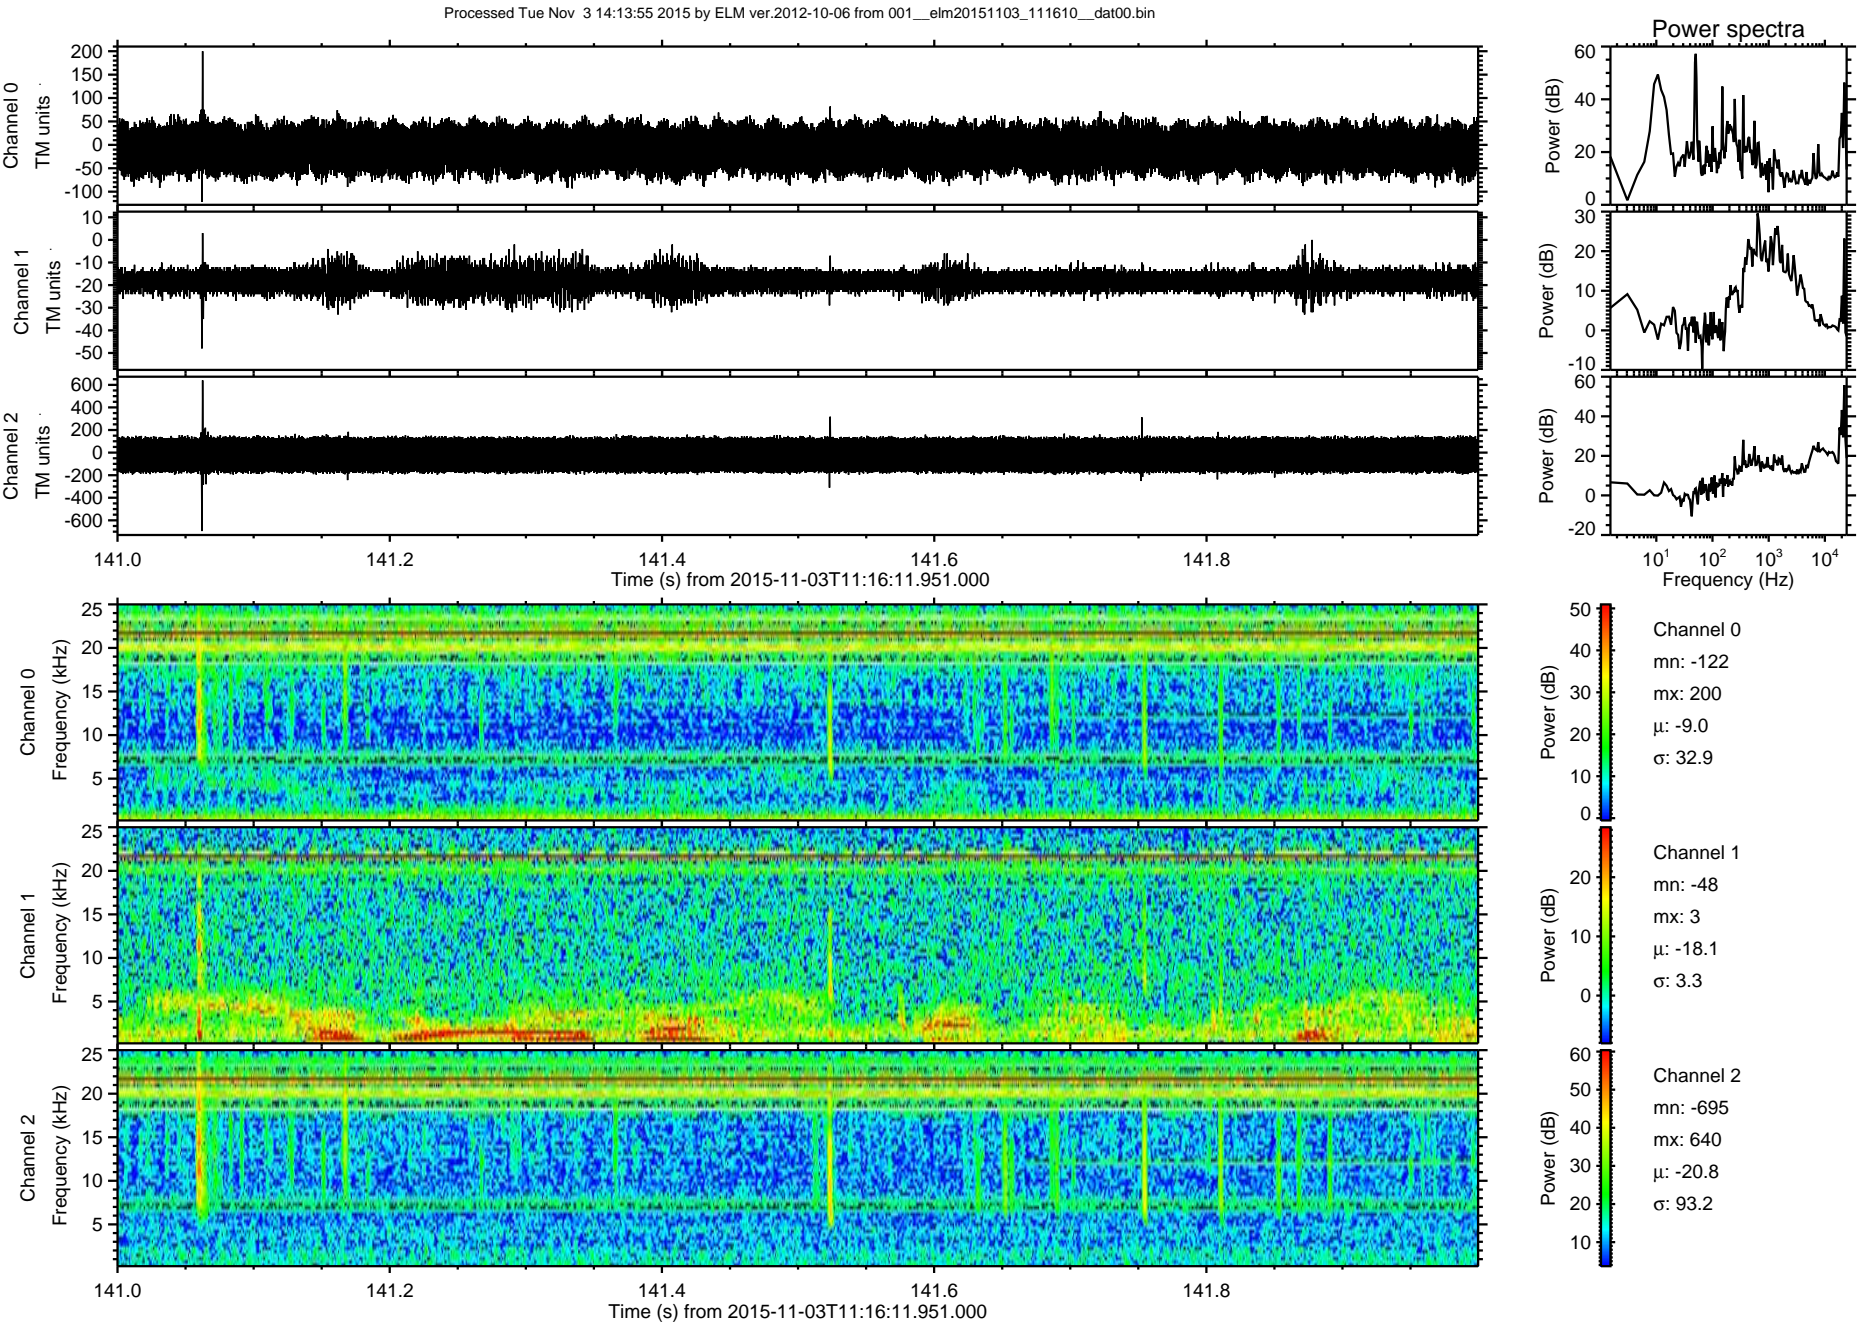 Processed Tue Nov  3 14:13:55 2015 by ELM ver.2012-10-06 from 001__elm20151103_111610__dat00.bin
Power spectra
Channel 0
TM units
200
150
100
50
0
-50
-100
Power (dB)
60
40
20
0
Channel 1
TM units
10
0
-10
-20
-30
-40
-50
Power (dB)
30
20
10
0
-10
Channel 2
TM units
600
400
200
0
-200
-400
-600
Power (dB)
60
40
20
0
-20
141.0 141.2 141.4 141.6 141.8
Time (s) from 2015-11-03T11:16:11.951.000
10^1 10^2 10^3 10^4
Frequency (Hz)
Channel 0
Frequency (kHz)
25
20
15
10
5
Power (dB)
50
40
30
20
10
0
Channel 0
mn: -122
mx: 200
μ: -9.0
σ: 32.9
Channel 1
Frequency (kHz)
25
20
15
10
5
Power (dB)
20
10
0
Channel 1
mn: -48
mx: 3
μ: -18.1
σ: 3.3
Channel 2
Frequency (kHz)
25
20
15
10
5
Power (dB)
60
50
40
30
20
10
Channel 2
mn: -695
mx: 640
μ: -20.8
σ: 93.2
141.0 141.2 141.4 141.6 141.8
Time (s) from 2015-11-03T11:16:11.951.000